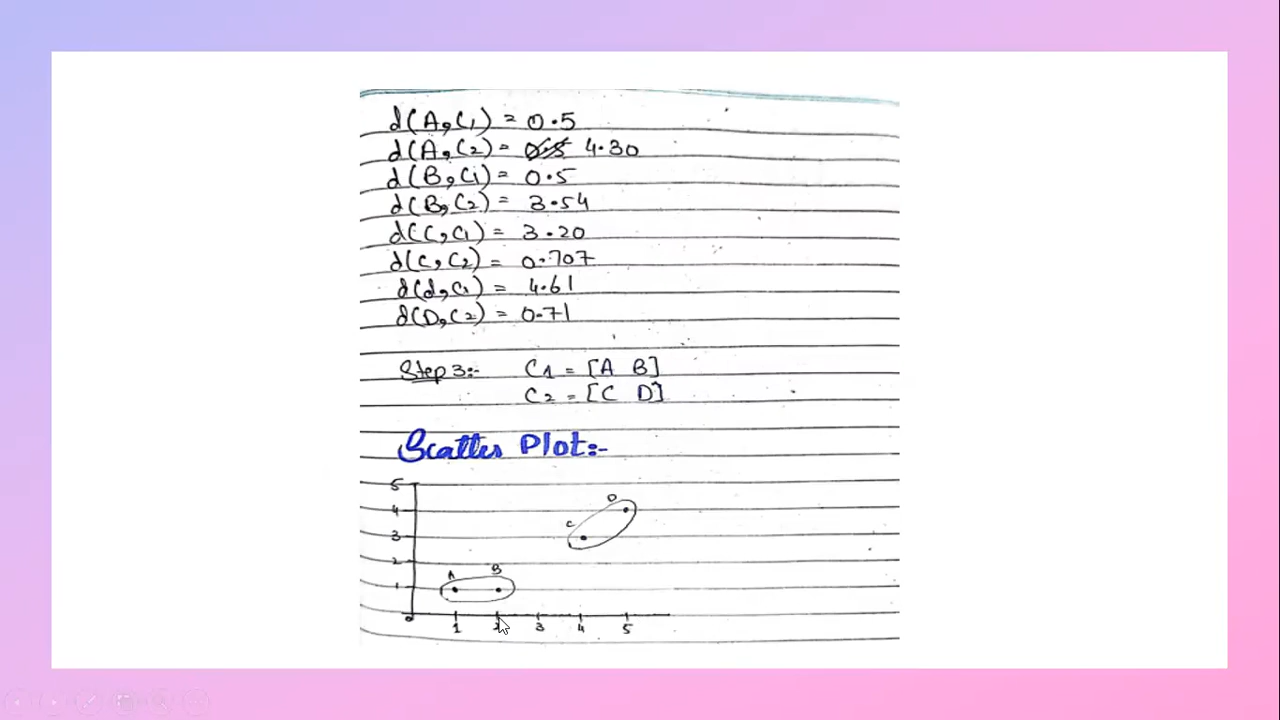 d(A,C1) = 0.5
d(A,C2) = 4.30
d(B,C1) = 0.5
d(B,C2) = 3.54
d(C,C1) = 3.20
d(C,C2) = 0.707
d(d,C1) = 4.61
d(D,C2) = 0.71
Step 3:- C1 = [A B]
C2 = [C D]
Scatter Plot:-
5
D
4
C
3
2
A B
1
0 1 2 3 4 5